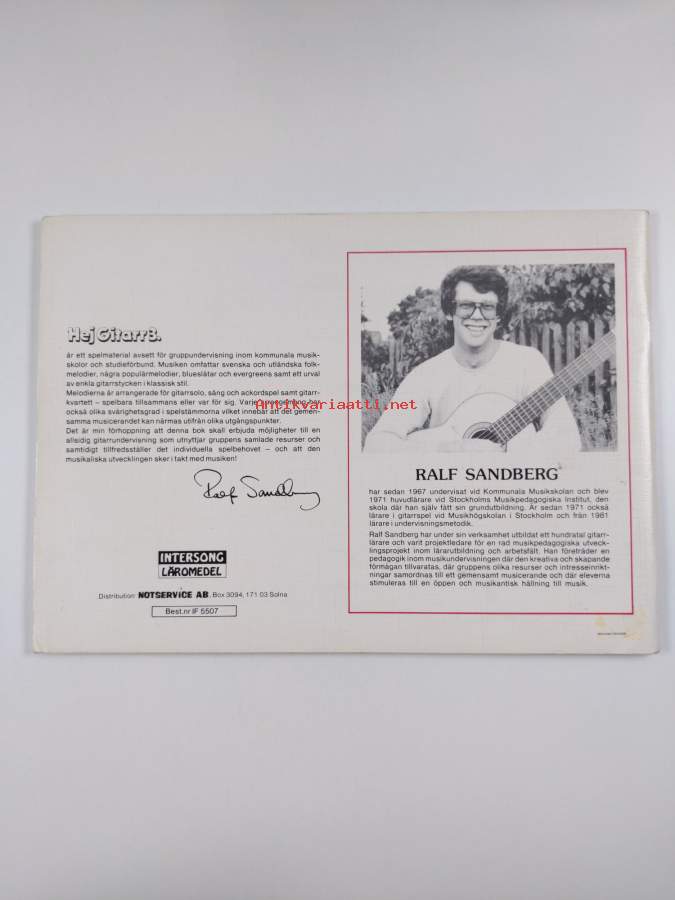 Hej Gitarr 3.
är ett spelmaterial avsett för gruppundervisning inom kommunala musik-
skolor och studieförbund. Musiken omfattar svenska och utländska folk-
melodier, några populärmelodier, blueslåtar och evergreens samt ett urval
av enkla gitarrstycken i klassisk stil.
Melodierna är arrangerade för gitarrsolo, sång och ackordspel samt gitarr-
kvartett – spelbara tillsammans eller var för sig. Varje arrangemang har
också olika svårighetsgrad i spelstämmorna vilket innebär att det gemen-
samma musicerandet kan närmas utifrån olika utgångspunkter.
Det är min förhoppning att denna bok skall erbjuda möjligheter till en
allsidig gitarrundervisning som utnyttjar gruppens samlade resurser och
samtidigt tillfredsställer det individuella spelbehovet – och att den
musikaliska utvecklingen sker i takt med musiken!
Ralf Sandberg
INTERSONG
LÄROMEDEL
Distribution: NOTSERVICE AB, Box 3094, 171 03 Solna
Best.nr IF 5507
RALF SANDBERG
har sedan 1967 undervisat vid Kommunala Musikskolan och blev
1971 huvudlärare vid Stockholms Musikpedagogiska Institut, den
skola där han själv fått sin grundutbildning. Är sedan 1971 också
lärare i gitarrspel vid Musikhögskolan i Stockholm och från 1981
lärare i undervisningsmetodik.
Ralf Sandberg har under sin verksamhet utbildat ett hundratal gitarr-
lärare och varit projektledare för en rad musikpedagogiska utveck-
lingsprojekt inom lärarutbildning och arbetsfält. Han företräder en
pedagogik inom musikundervisningen där den kreativa och skapande
förmågan tillvaratas, där gruppens olika resurser och intresseinrikt-
ningar samordnas till ett gemensamt musicerande och där eleverna
stimuleras till en öppen och musikantisk hållning till musik.
Antikvariaatti.net